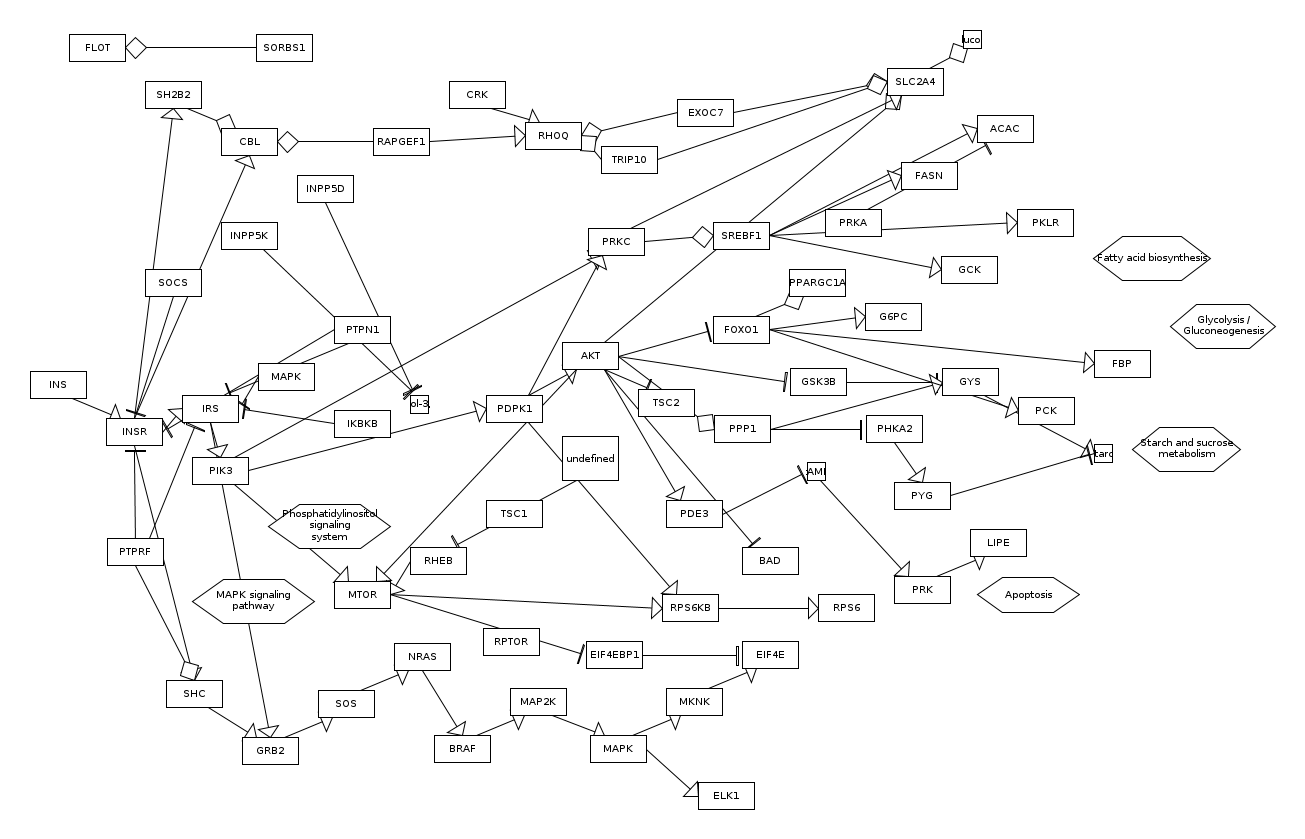 FLOT
SORBS1
luco
SLC2A4
SH2B2
CRK
EXOC7
ACAC
RHOQ
CBL
RAPGEF1
TRIP10
FASN
INPP5D
PRKA
PKLR
INPP5K
PRKC
SREBF1
GCK
Fatty acid biosynthesis
SOCS
PPARGC1A
G6PC
Glycolysis /
Gluconeogenesis
PTPN1
FOXO1
AKT
FBP
INS
MAPK
GSK3B
GYS
ol-3,
IRS
PDPK1
TSC2
PCK
INSR
IKBKB
PPP1
PHKA2
tarc
Starch and sucrose
metabolism
PIK3
undefined
AMI
PYG
Phosphatidylinositol
signaling
system
TSC1
PDE3
PTPRF
RHEB
BAD
LIPE
MAPK signaling
pathway
MTOR
PRK
Apoptosis
RPS6KB
RPS6
RPTOR
EIF4EBP1
EIF4E
NRAS
SHC
SOS
MAP2K
MKNK
GRB2
BRAF
MAPK
ELK1